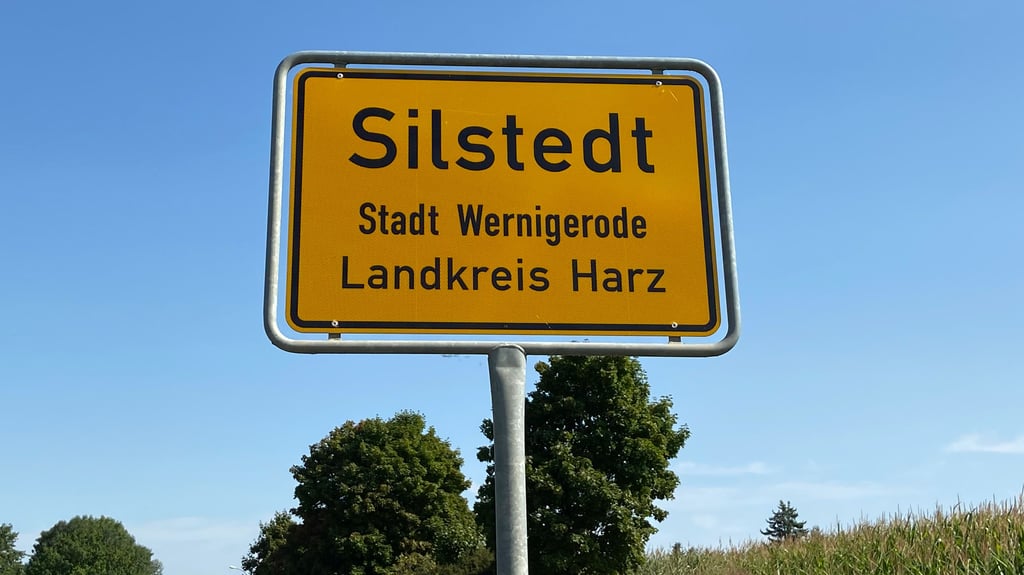 Silstedt
Stadt Wernigerode
Landkreis Harz